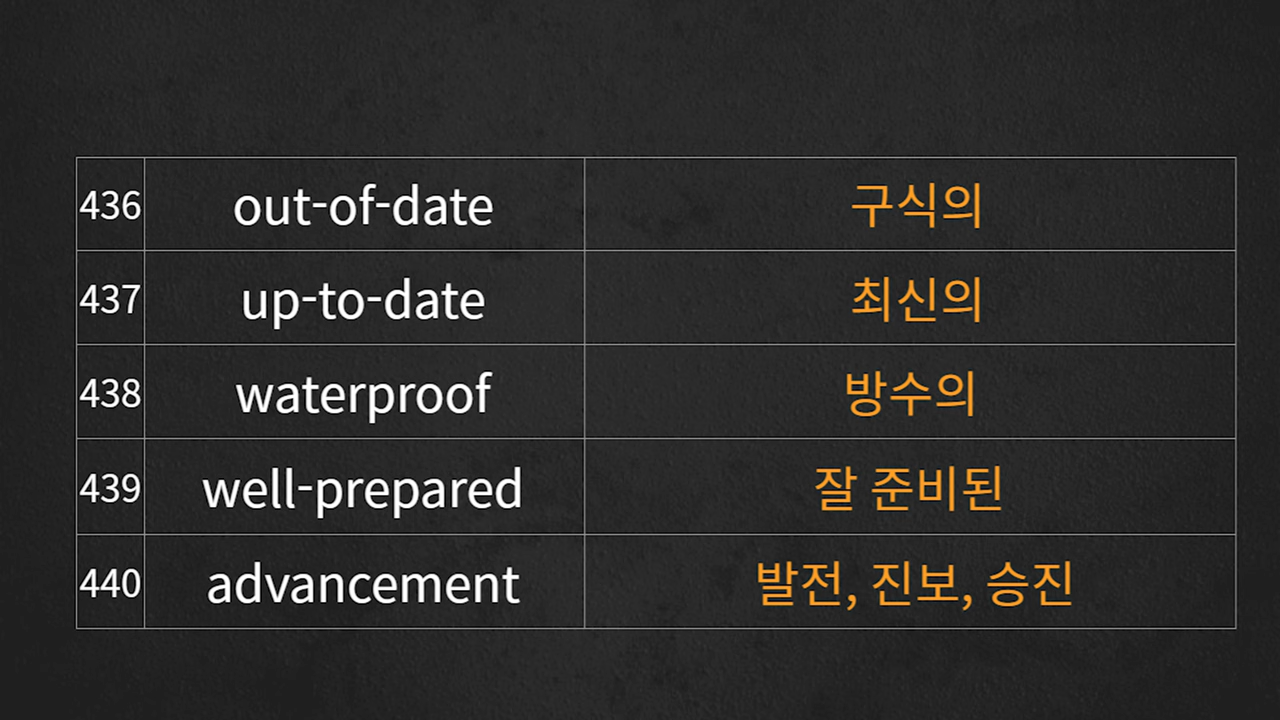 436 out-of-date 구식의
437 up-to-date 최신의
438 waterproof 방수의
439 well-prepared 잘 준비된
440 advancement 발전, 진보, 승진